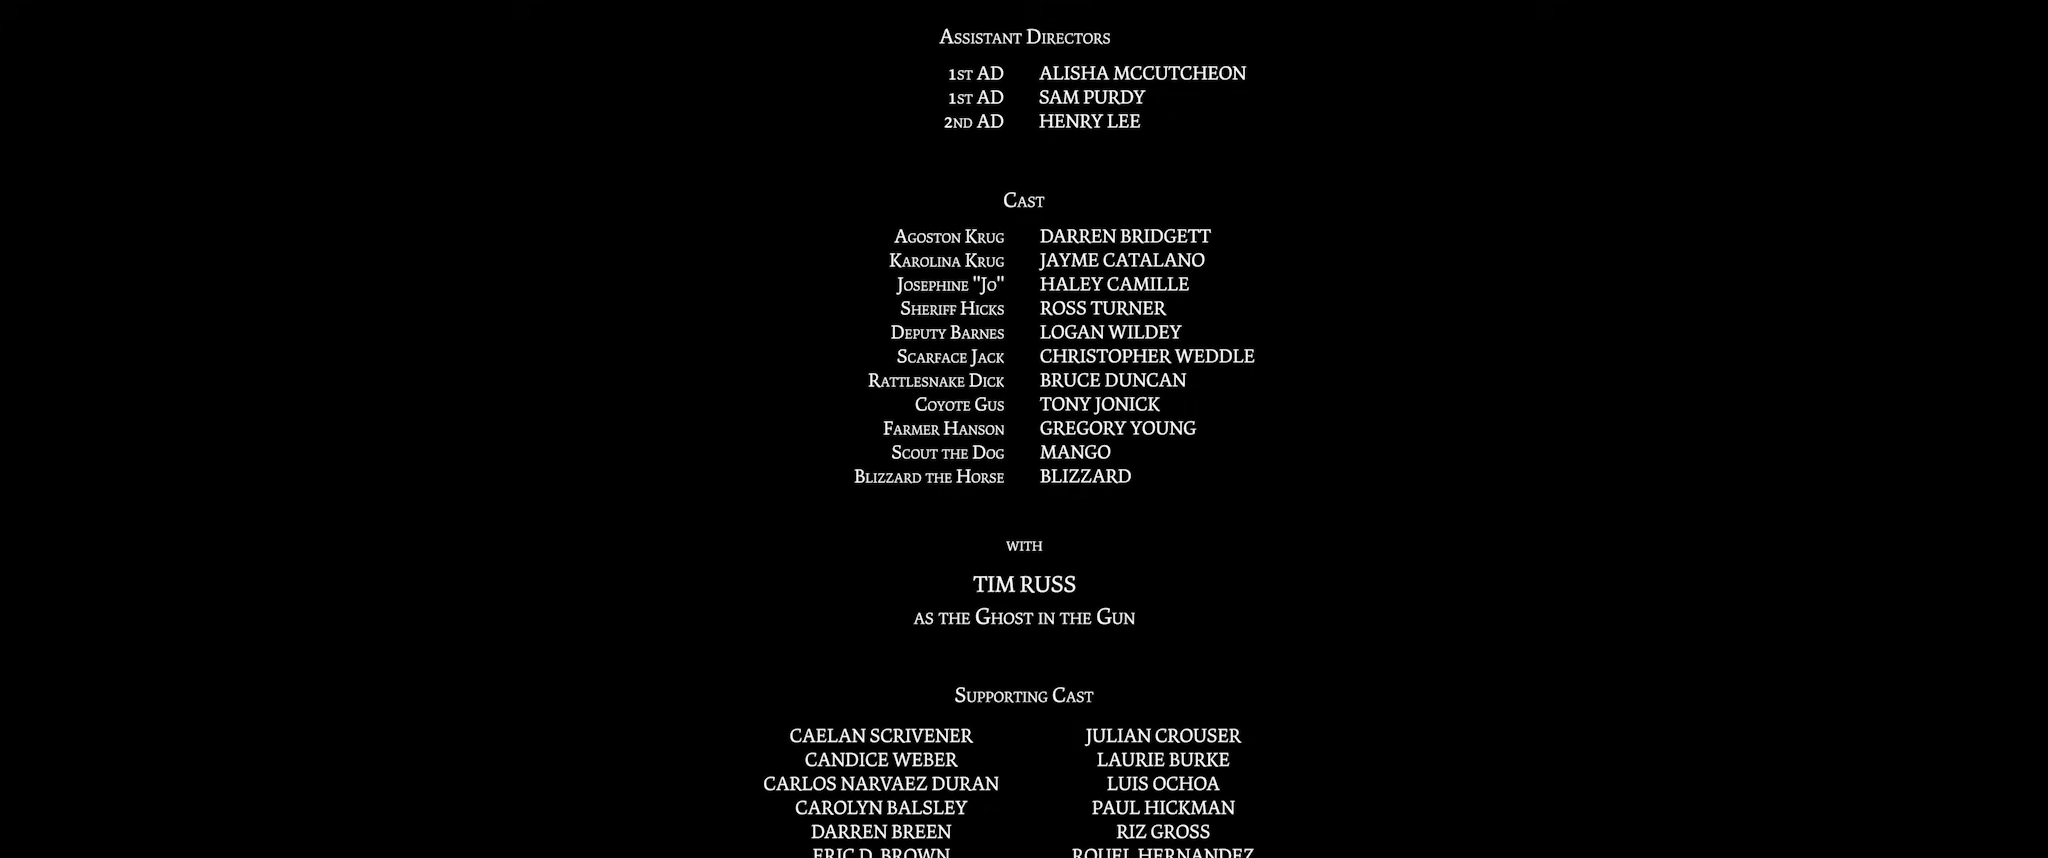 Assistant Directors
1st AD ALISHA MCCUTCHEON
1st AD SAM PURDY
2nd AD HENRY LEE
Cast
Agoston Krug DARREN BRIDGETT
Karolina Krug JAYME CATALANO
Josephine "Jo" HALEY CAMILLE
Sheriff Hicks ROSS TURNER
Deputy Barnes LOGAN WILDEY
Scarface Jack CHRISTOPHER WEDDLE
Rattlesnake Dick BRUCE DUNCAN
Coyote Gus TONY JONICK
Farmer Hanson GREGORY YOUNG
Scout the Dog MANGO
Blizzard the Horse BLIZZARD
with
TIM RUSS
as the Ghost in the Gun
Supporting Cast
CAELAN SCRIVENER JULIAN CROUSER
CANDICE WEBER LAURIE BURKE
CARLOS NARVAEZ DURAN LUIS OCHOA
CAROLYN BALSLEY PAUL HICKMAN
DARREN BREEN RIZ GROSS
ERIC D. BROWN HERNANDEZ